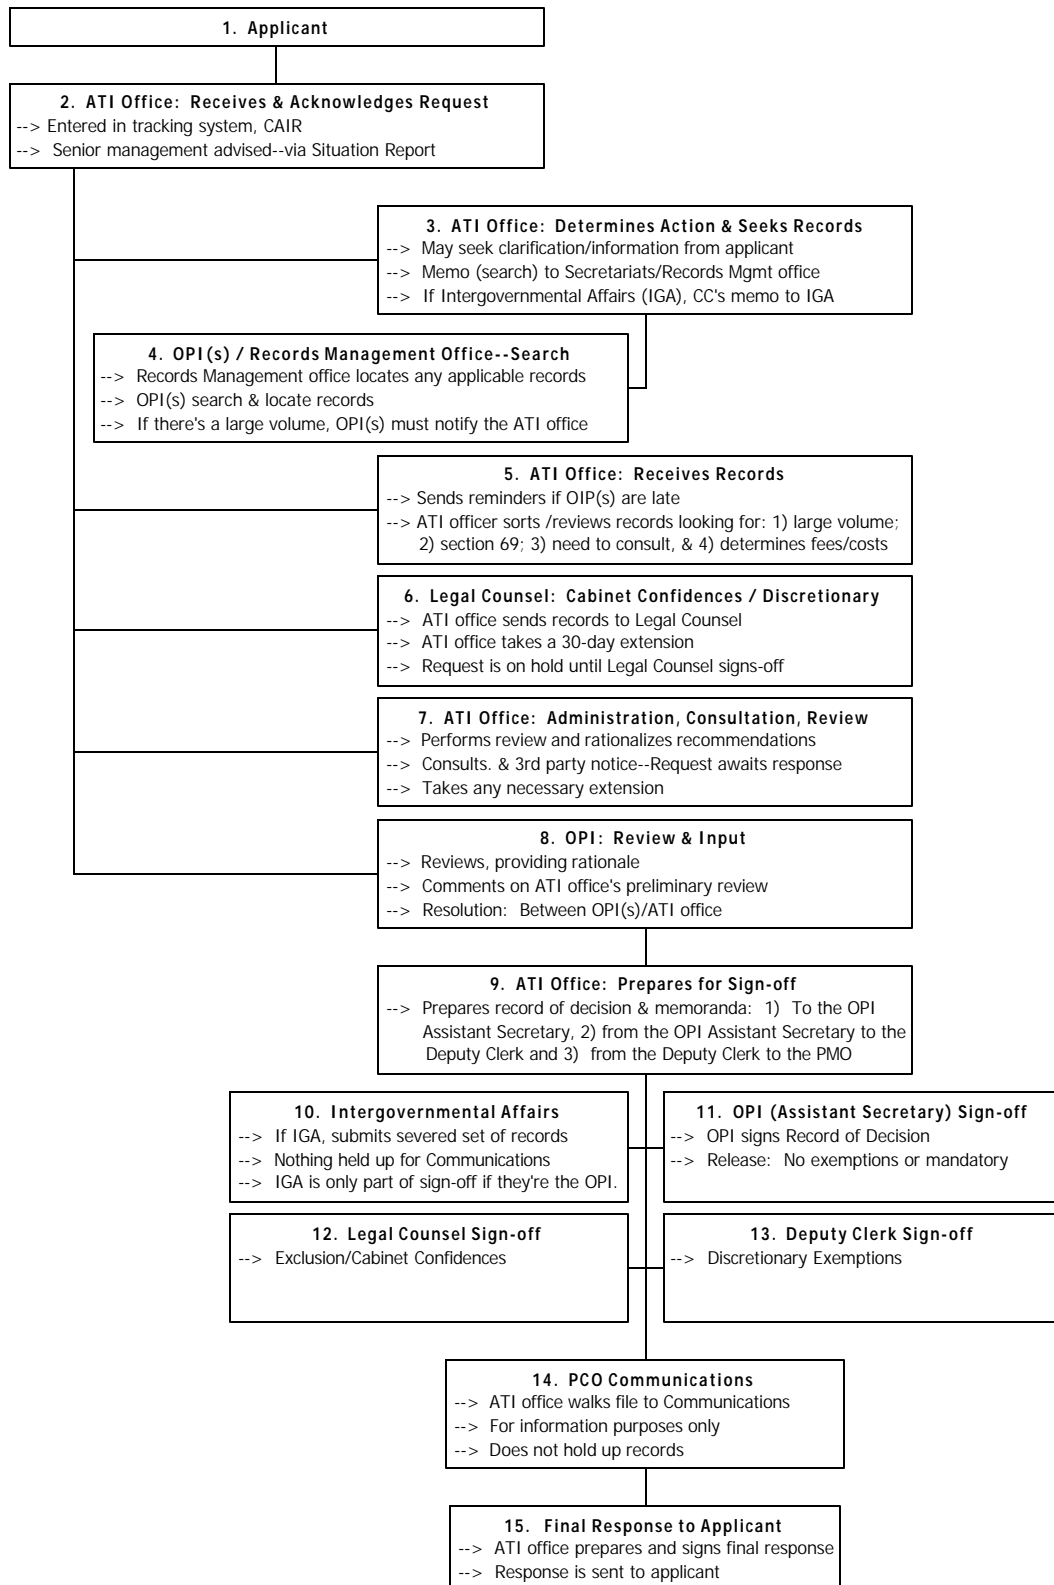 1. Applicant
2. ATI Office: Receives & Acknowledges Request
--> Entered in tracking system, CAIR
--> Senior management advised--via Situation Report
3. ATI Office: Determines Action & Seeks Records
--> May seek clarification/information from applicant
--> Memo (search) to Secretariats/Records Mgmt office
--> If Intergovernmental Affairs (IGA), CC's memo to IGA
4. OPI(s) / Records Management Office--Search
--> Records Management office locates any applicable records
--> OPI(s) search & locate records
--> If there's a large volume, OPI(s) must notify the ATI office
5. ATI Office: Receives Records
--> Sends reminders if OIP(s) are late
--> ATI officer sorts /reviews records looking for: 1) large volume;
2) section 69; 3) need to consult, & 4) determines fees/costs
6. Legal Counsel: Cabinet Confidences / Discretionary
--> ATI office sends records to Legal Counsel
--> ATI office takes a 30-day extension
--> Request is on hold until Legal Counsel signs-off
7. ATI Office: Administration, Consultation, Review
--> Performs review and rationalizes recommendations
--> Consults. & 3rd party notice--Request awaits response
--> Takes any necessary extension
8. OPI: Review & Input
--> Reviews, providing rationale
--> Comments on ATI office's preliminary review
--> Resolution: Between OPI(s)/ATI office
9. ATI Office: Prepares for Sign-off
--> Prepares record of decision & memoranda: 1) To the OPI
Assistant Secretary, 2) from the OPI Assistant Secretary to the
Deputy Clerk and 3) from the Deputy Clerk to the PMO
10. Intergovernmental Affairs
--> If IGA, submits severed set of records
--> Nothing held up for Communications
--> IGA is only part of sign-off if they're the OPI.
11. OPI (Assistant Secretary) Sign-off
--> OPI signs Record of Decision
--> Release: No exemptions or mandatory
12. Legal Counsel Sign-off
--> Exclusion/Cabinet Confidences
13. Deputy Clerk Sign-off
--> Discretionary Exemptions
14. PCO Communications
--> ATI office walks file to Communications
--> For information purposes only
--> Does not hold up records
15. Final Response to Applicant
--> ATI office prepares and signs final response
--> Response is sent to applicant